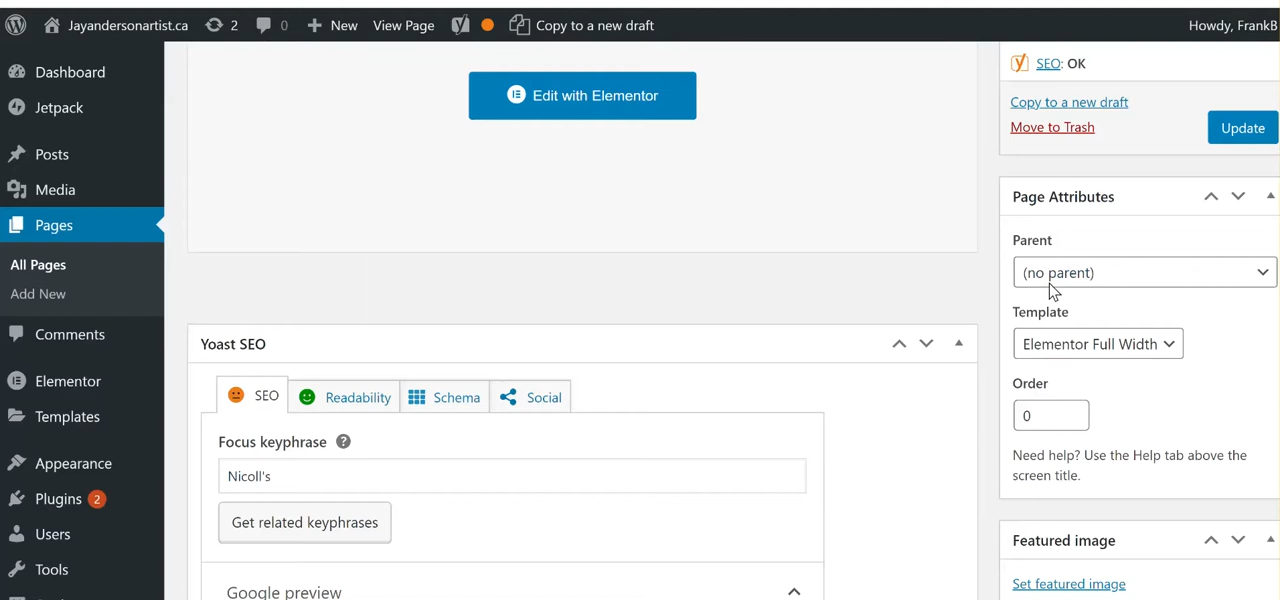 Jayandersonartist.ca 2 0 New View Page Copy to a new draft Howdy, FrankB
Dashboard
Jetpack
Posts
Media
Pages
All Pages
Add New
Comments
Elementor
Templates
Appearance
Plugins 2
Users
Tools
Edit with Elementor
Yoast SEO
SEO Readability Schema Social
Focus keyphrase ?
Nicoll's
Get related keyphrases
Google preview
SEO: OK
Copy to a new draft
Move to Trash
Update
Page Attributes
Parent
(no parent)
Template
Elementor Full Width
Order
0
Need help? Use the Help tab above the
screen title.
Featured image
Set featured image